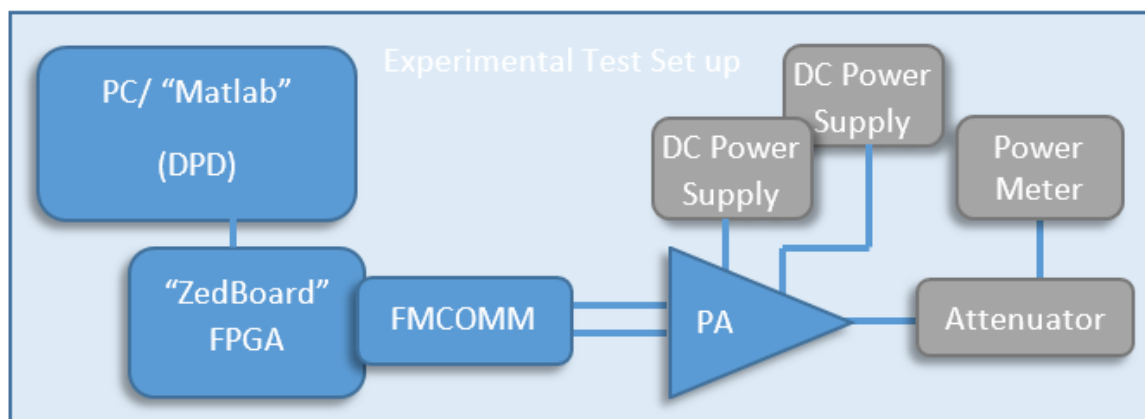 Experimental Test Set up
PC/ “Matlab”
(DPD)
DC Power
Supply
DC Power
Supply
Power
Meter
“ZedBoard”
FPGA
FMCOMM
PA
Attenuator